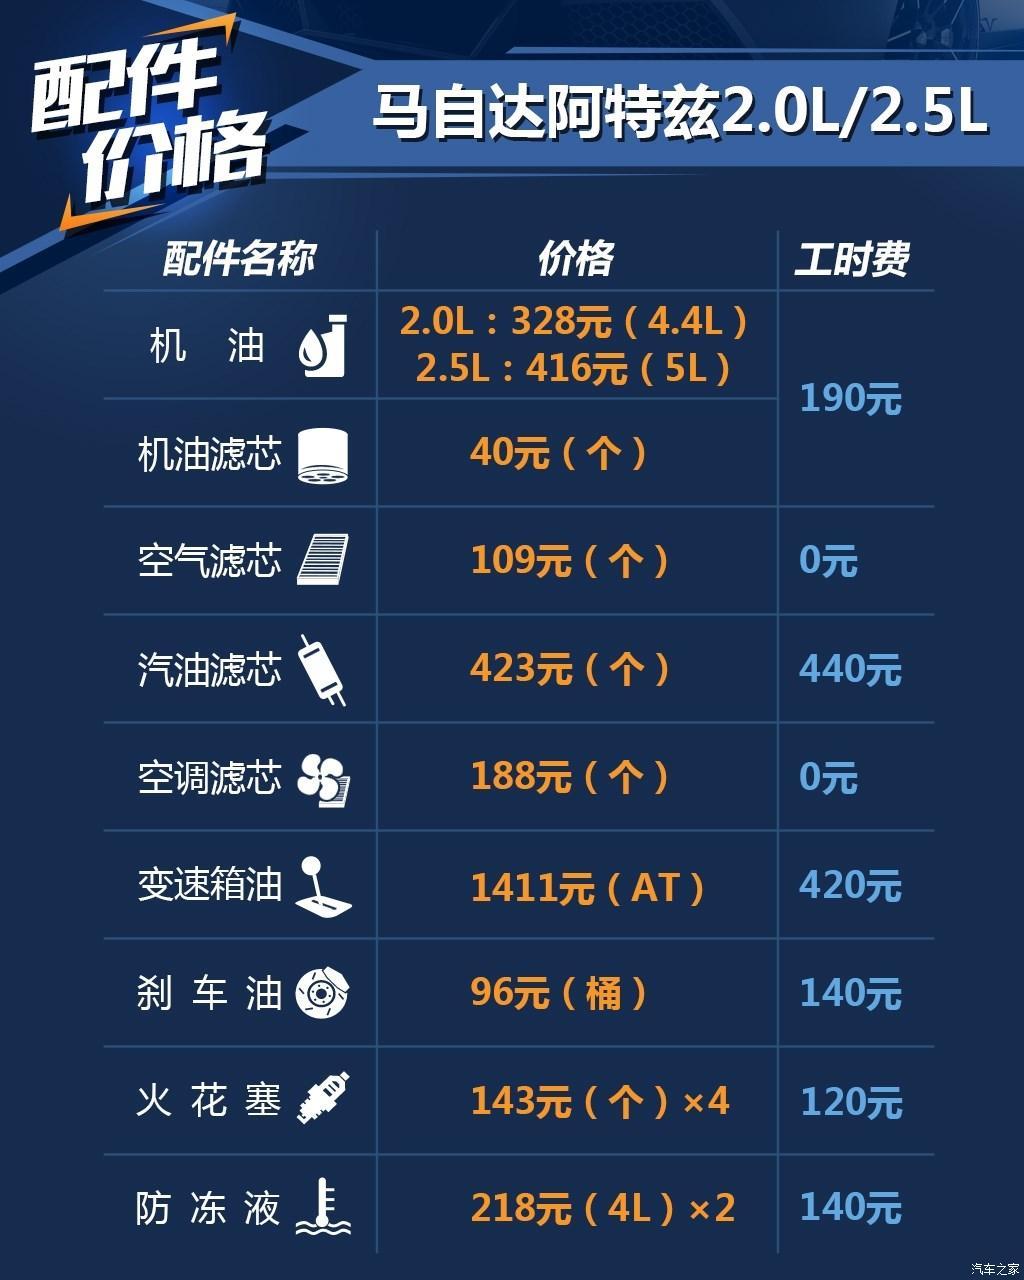 配件
价格
马自达阿特兹2.0L/2.5L
配件名称 价格 工时费
机油 2.0L：328元（4.4L）
2.5L：416元（5L）
190元
机油滤芯 40元（个）
空气滤芯 109元（个） 0元
汽油滤芯 423元（个） 440元
空调滤芯 188元（个） 0元
变速箱油 1411元（AT） 420元
刹车油 96元（桶） 140元
火花塞 143元（个）×4 120元
防冻液 218元（4L）×2 140元
汽车之家